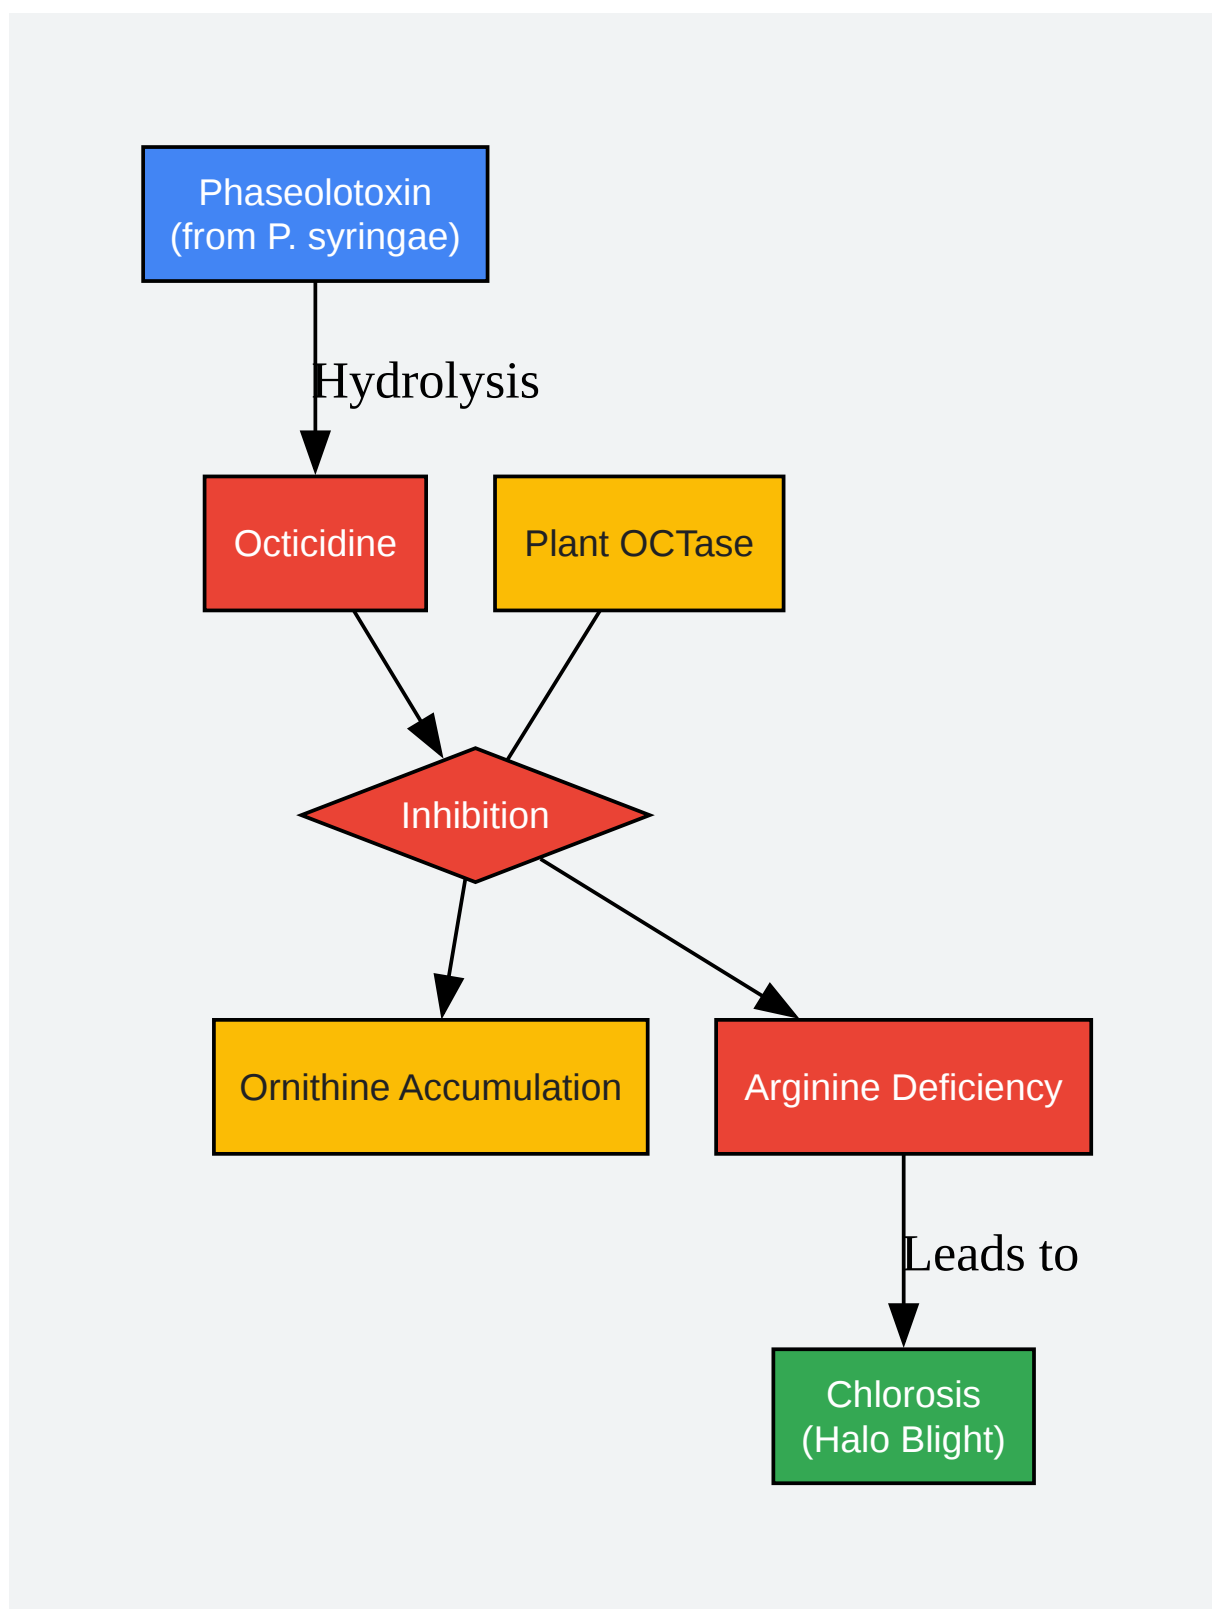 Phaseolotoxin
(from P. syringae)
Hydrolysis
Octicidine
Plant OCTase
Inhibition
Ornithine Accumulation
Arginine Deficiency
Leads to
Chlorosis
(Halo Blight)